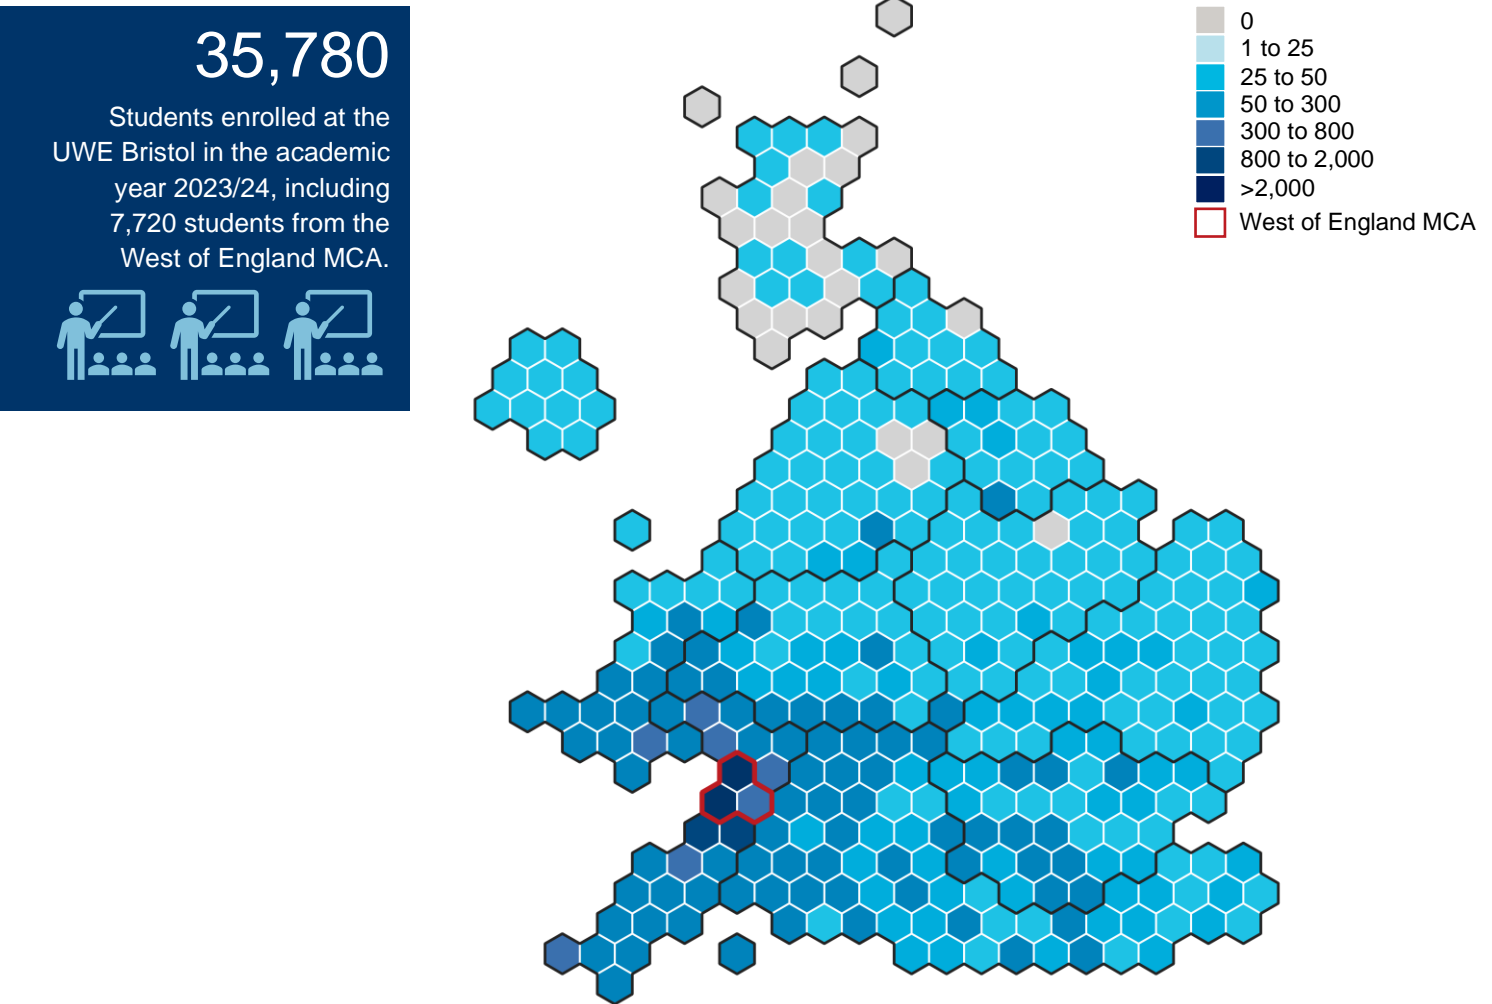 35,780
Students enrolled at the
UWE Bristol in the academic
year 2023/24, including
7,720 students from the
West of England MCA.
0
1 to 25
25 to 50
50 to 300
300 to 800
800 to 2,000
>2,000
West of England MCA